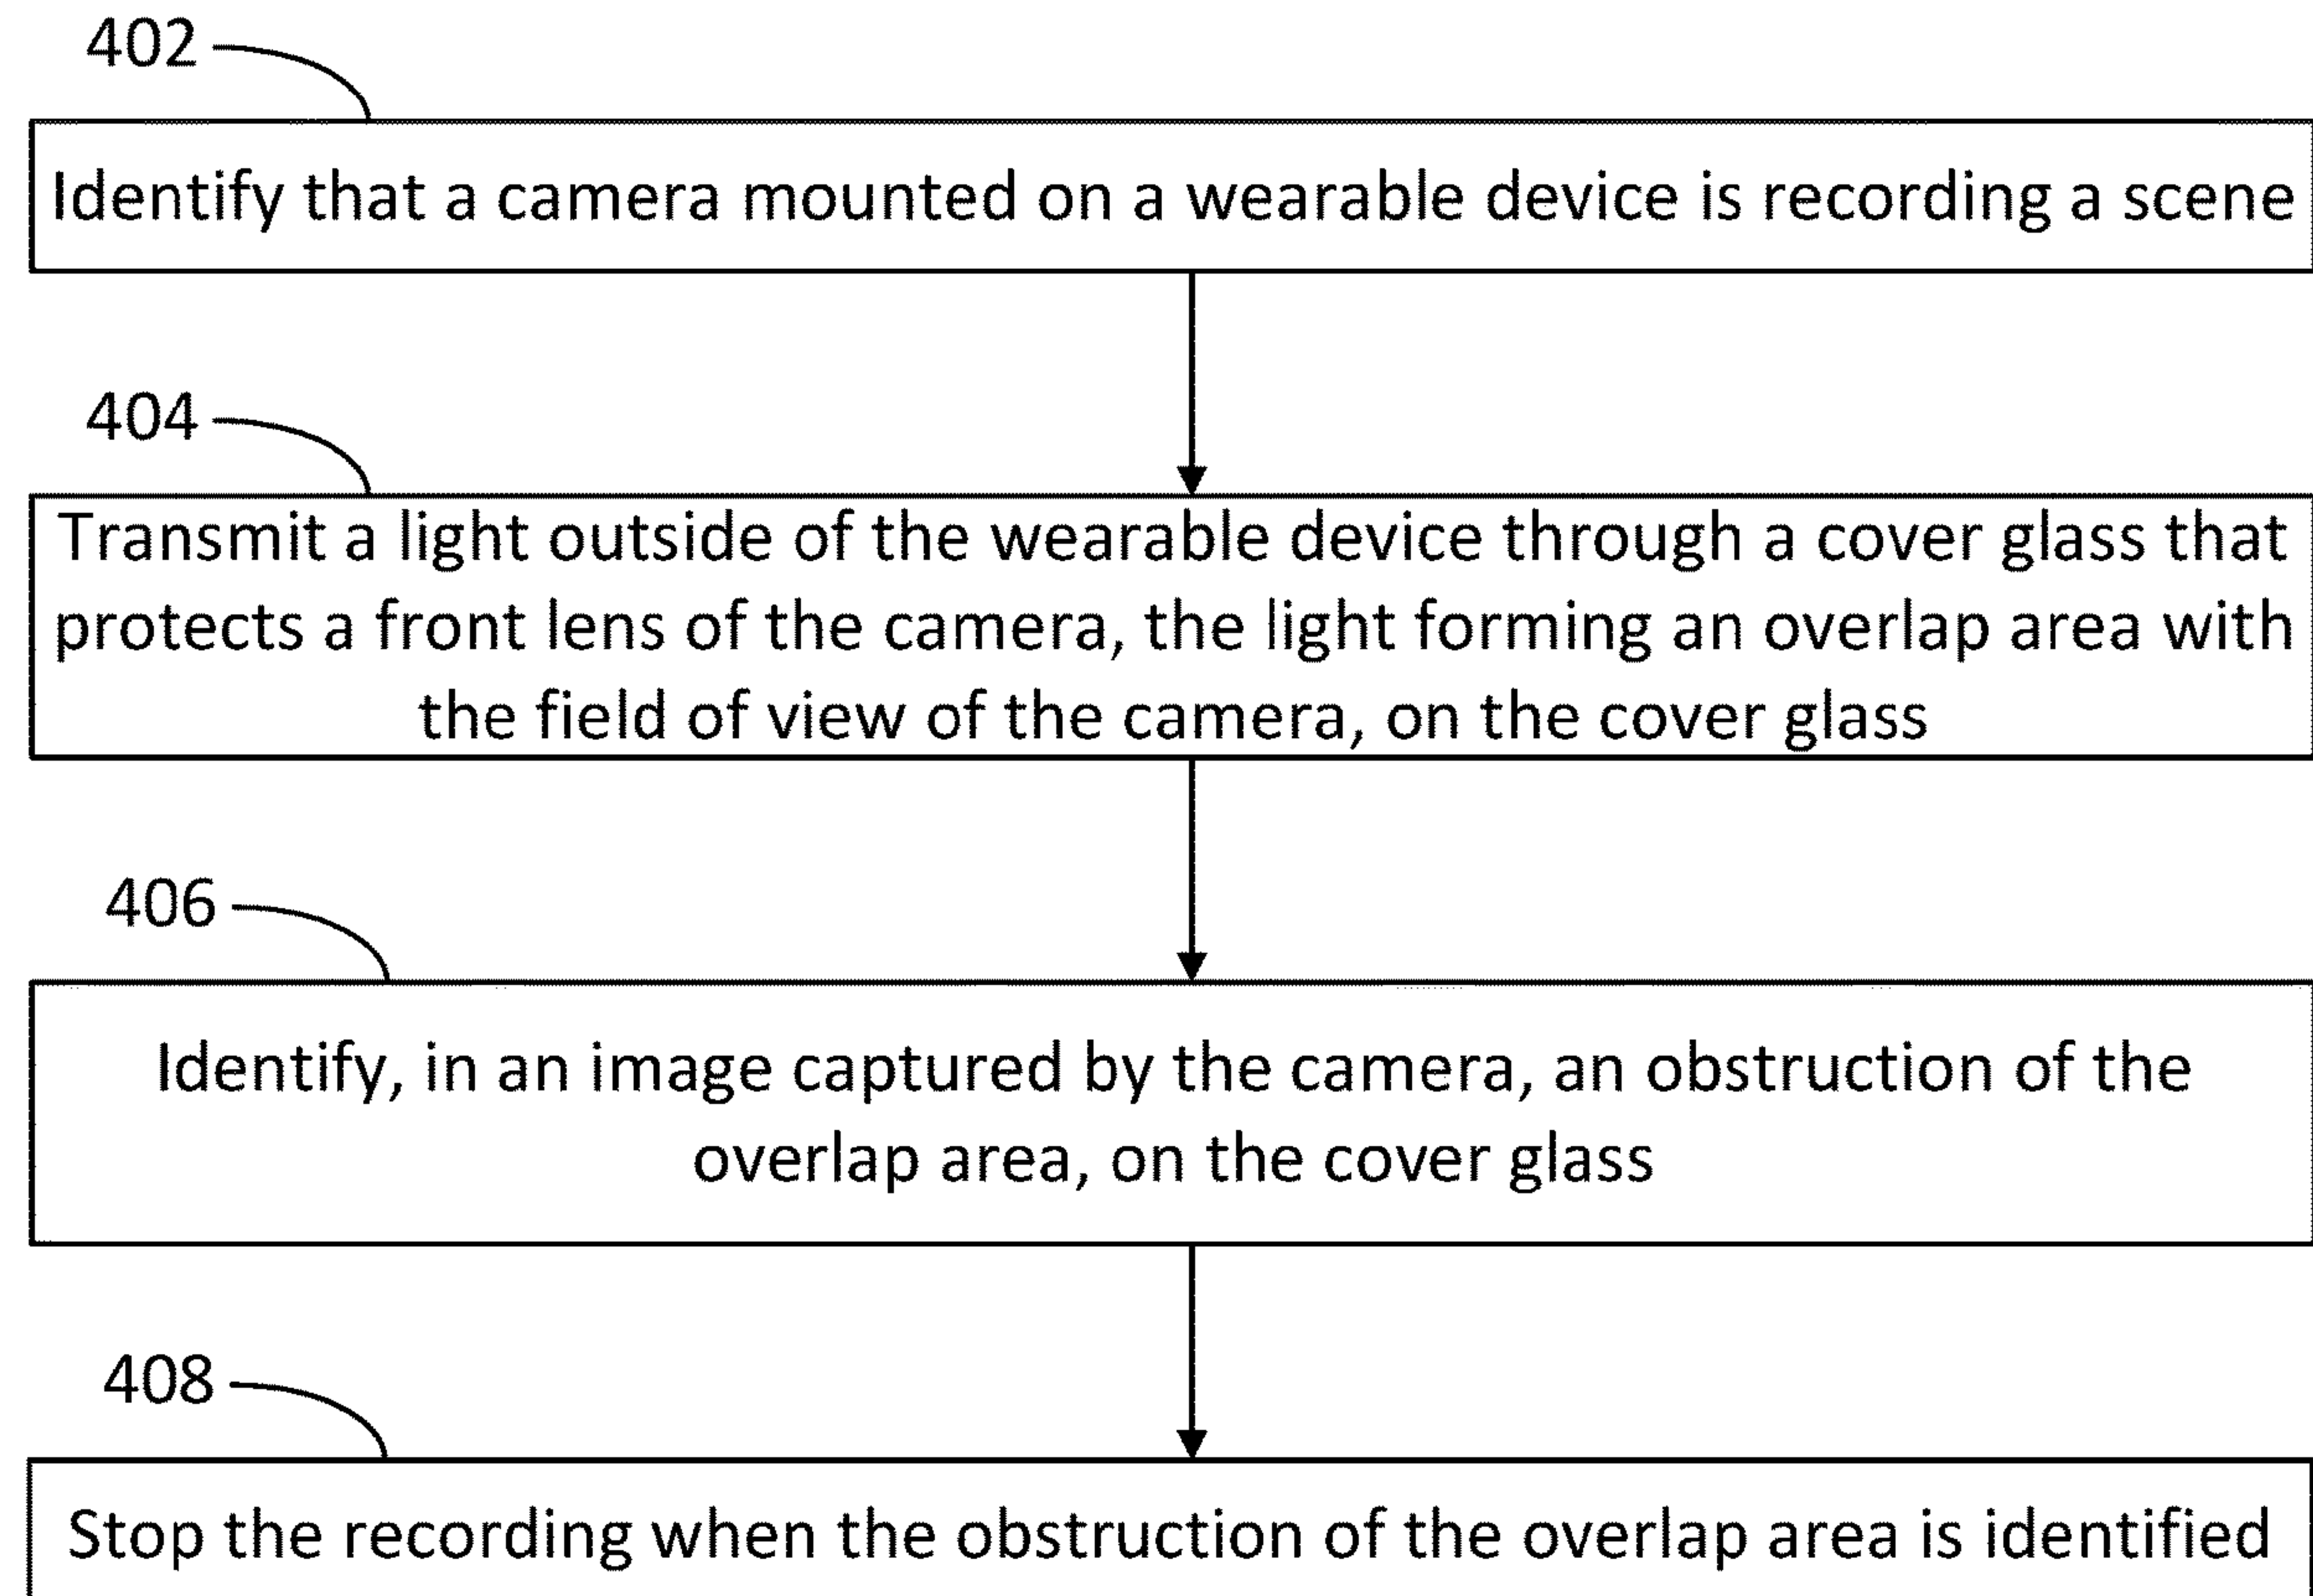 402
Identify that a camera mounted on a wearable device is recording a scene
404
Transmit a light outside of the wearable device through a cover glass that
protects a front lens of the camera, the light forming an overlap area with
the field of view of the camera, on the cover glass
406
Identify, in an image captured by the camera, an obstruction of the
overlap area, on the cover glass
408
Stop the recording when the obstruction of the overlap area is identified